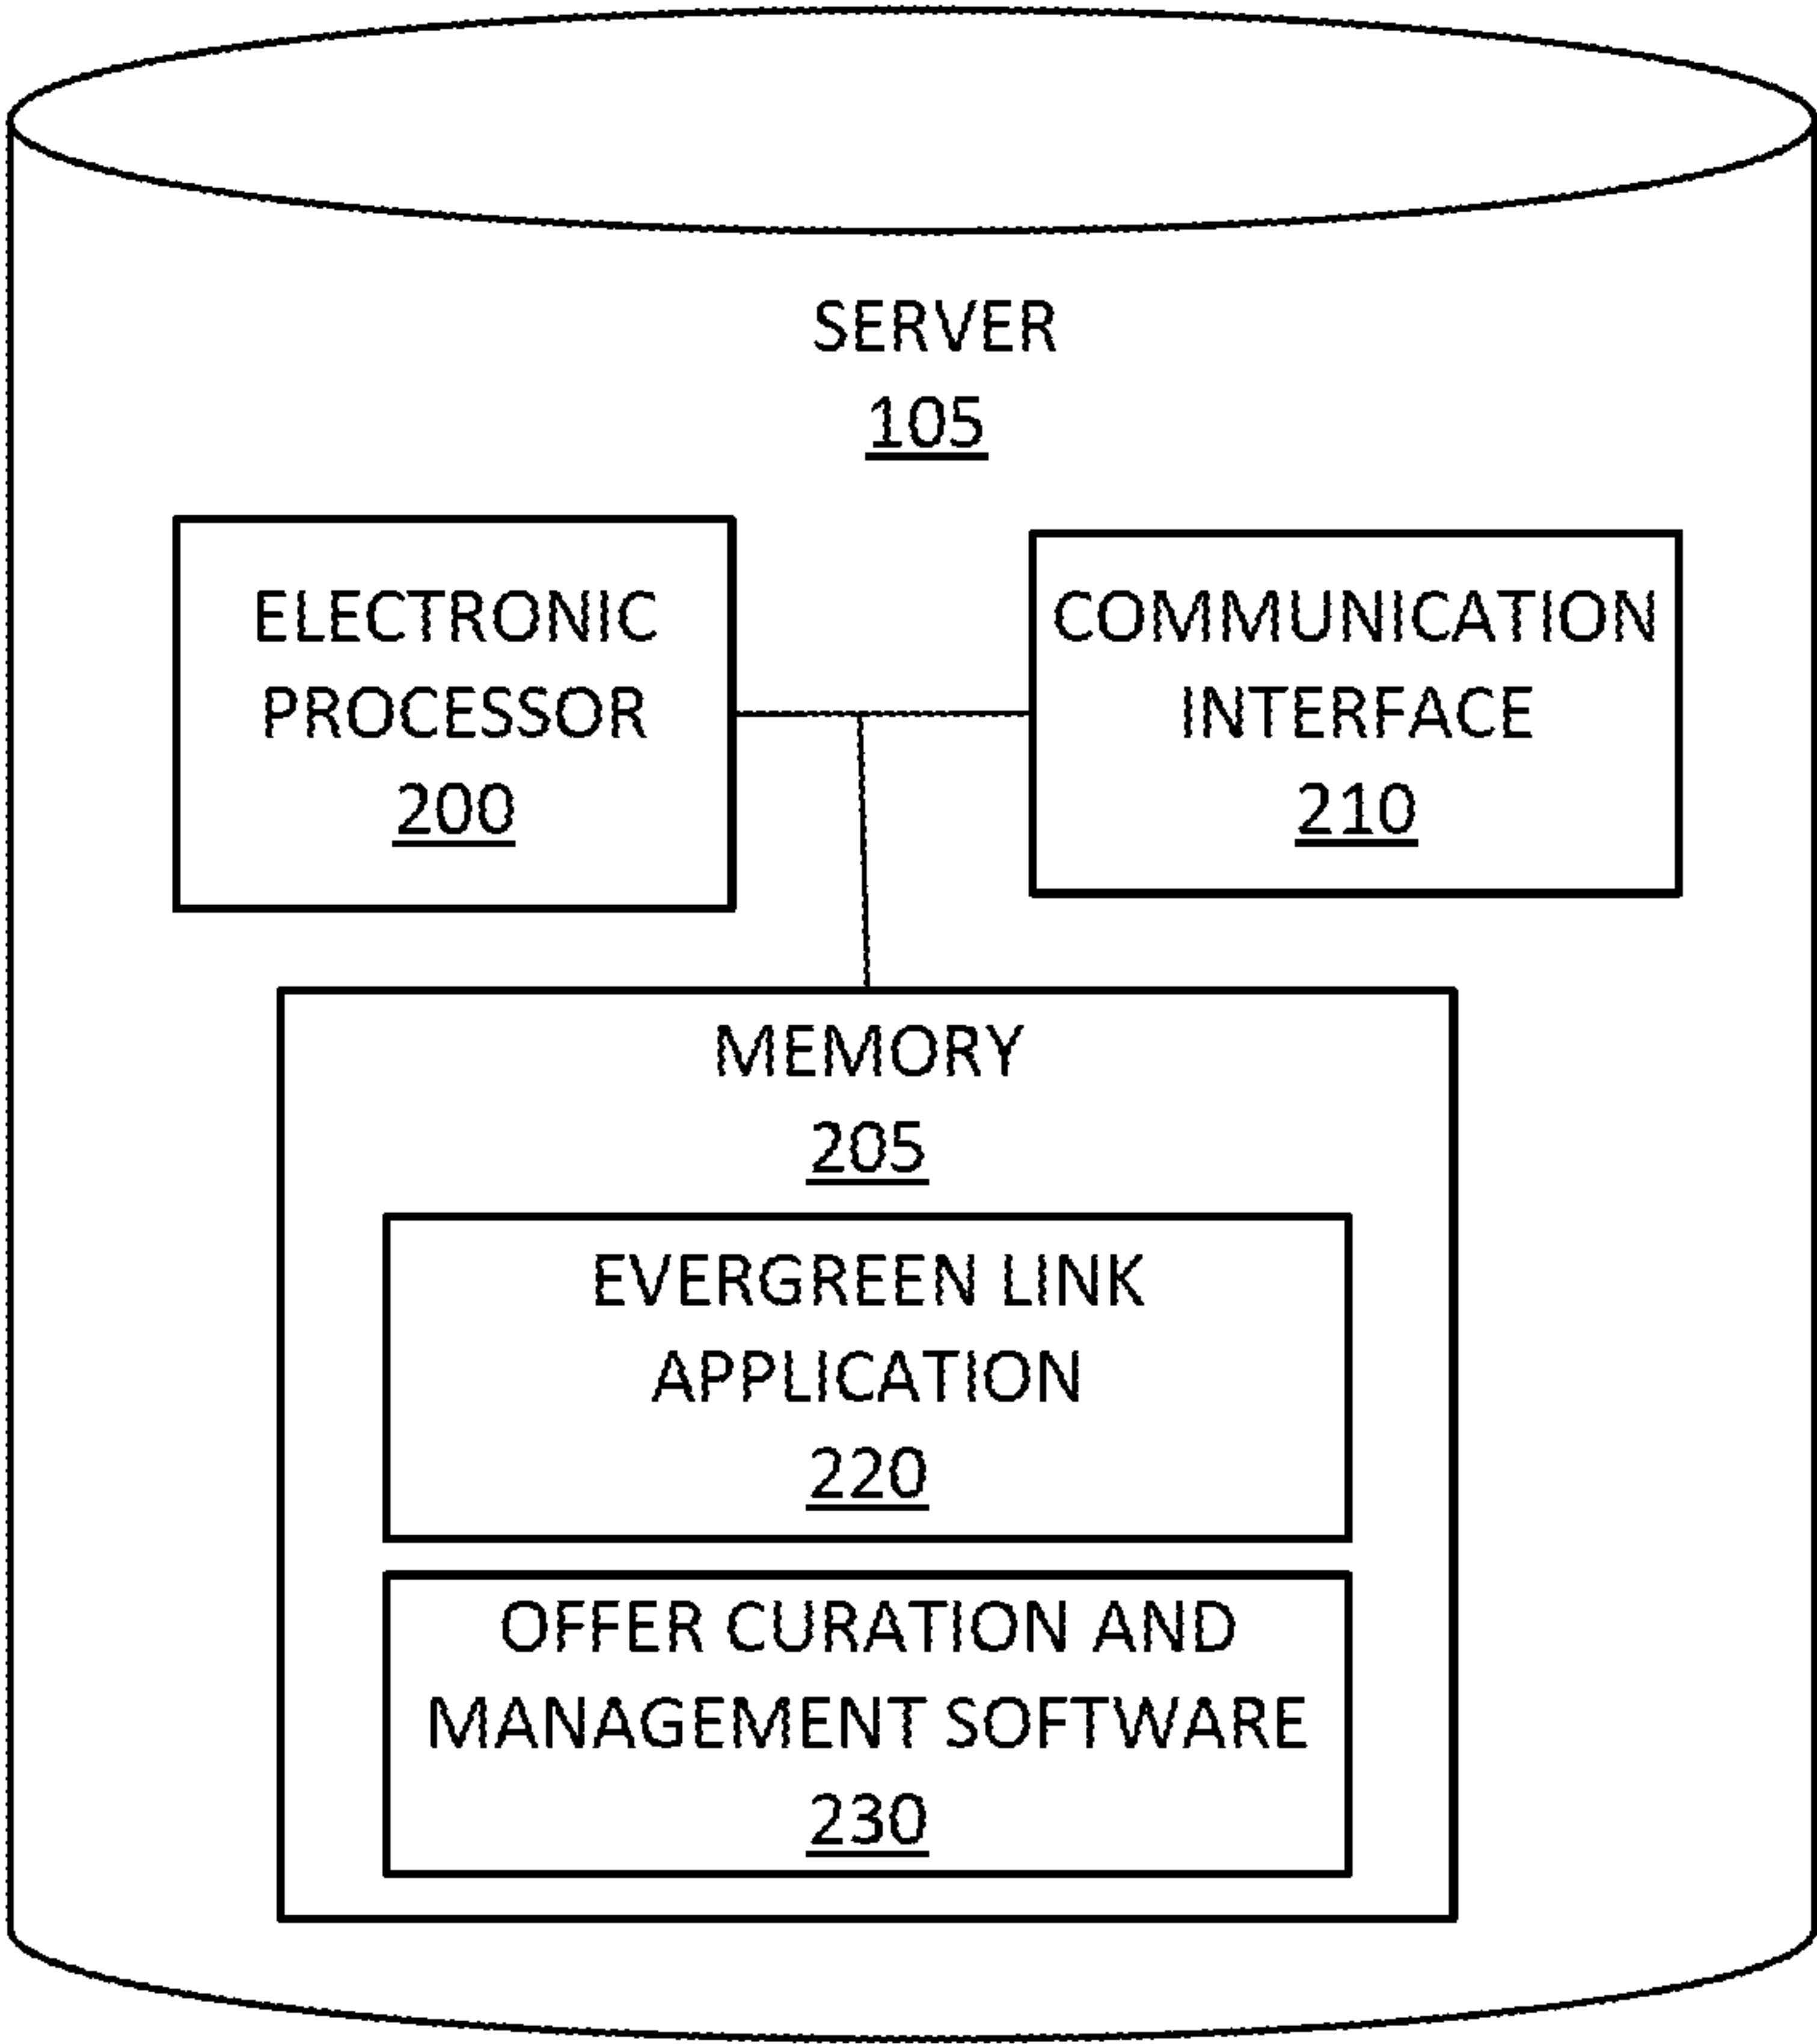 SERVER
105
ELECTRONIC
PROCESSOR
200
COMMUNICATION
INTERFACE
210
MEMORY
205
EVERGREEN LINK
APPLICATION
220
OFFER CURATION AND
MANAGEMENT SOFTWARE
230